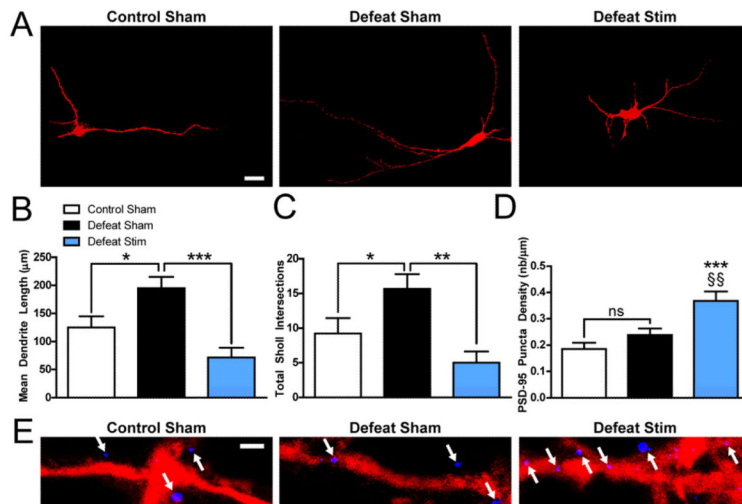 A
Control Sham
Defeat Sham
Defeat Stim
B
Control Sham
Defeat Sham
Defeat Stim
Mean Dendrite Length (µm)
250
200
150
100
50
0
*
***
C
Total Sholl Intersections
20
15
10
5
0
*
**
D
PSD-95 Puncta Density (nb/µm)
0.5
0.4
0.3
0.2
0.1
0.0
ns
***
§§
E
Control Sham
Defeat Sham
Defeat Stim